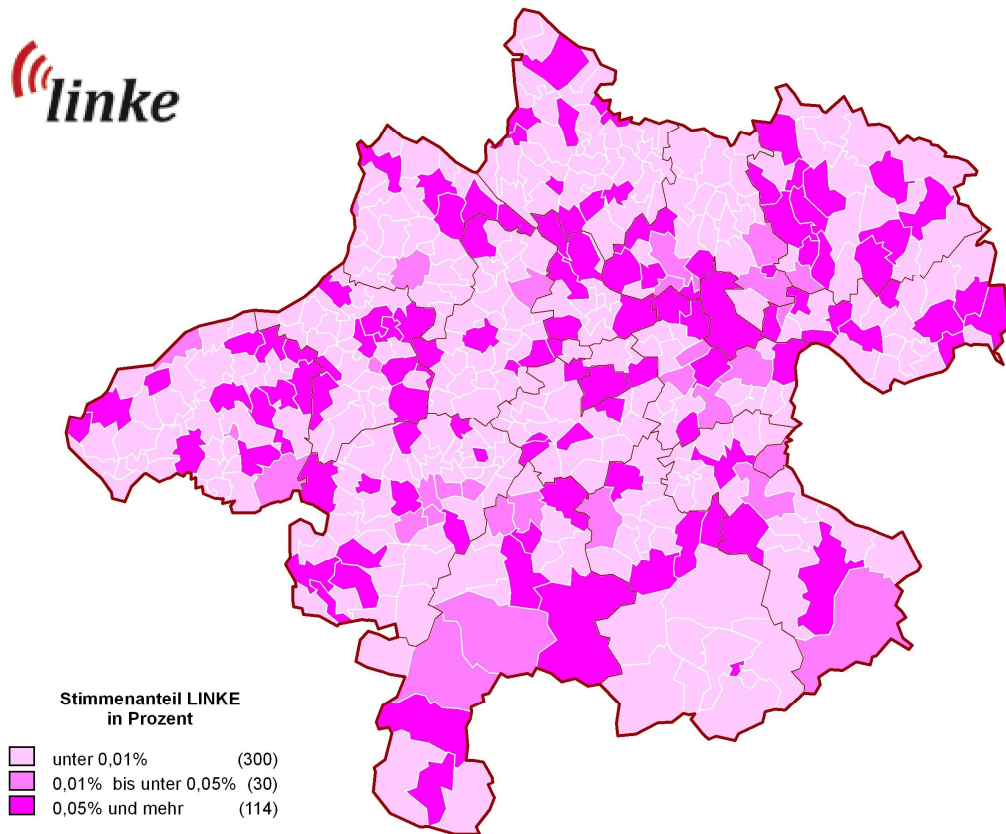 linke
Stimmenanteil LINKE
in Prozent
unter 0,01% (300)
0,01% bis unter 0,05% (30)
0,05% und mehr (114)